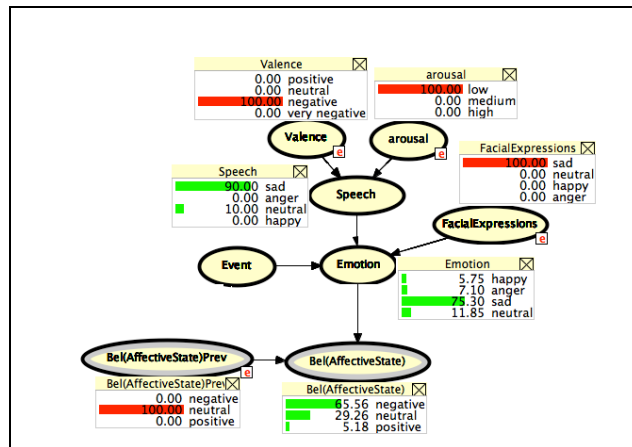 Valence
0.00 positive
0.00 neutral
100.00 negative
0.00 very negative
arousal
100.00 low
0.00 medium
0.00 high
Valence
e
arousal
e
FacialExpressions
100.00 sad
0.00 neutral
0.00 happy
0.00 anger
Speech
90.00 sad
0.00 anger
10.00 neutral
0.00 happy
Speech
FacialExpressions
e
Event
Emotion
Emotion
5.75 happy
7.10 anger
75.30 sad
11.85 neutral
Bel(AffectiveState)Prev
e
Bel(AffectiveState)
Bel(AffectiveState)Prev
0.00 negative
100.00 neutral
0.00 positive
Bel(AffectiveState)
65.56 negative
29.26 neutral
5.18 positive